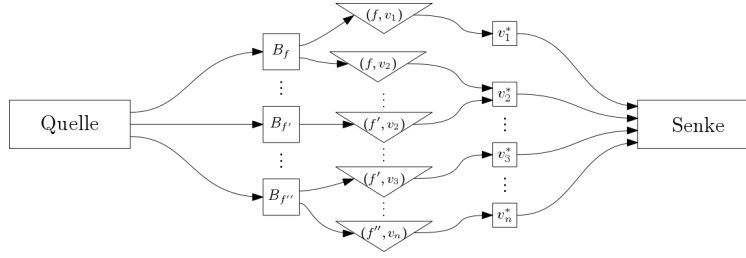 Quelle
B_f
⋮
B_{f'}
⋮
B_{f''}
(f, v_1)
(f, v_2)
⋮
(f', v_2)
⋮
(f', v_3)
⋮
(f'', v_n)
v_1^*
v_2^*
⋮
v_3^*
⋮
v_n^*
Senke